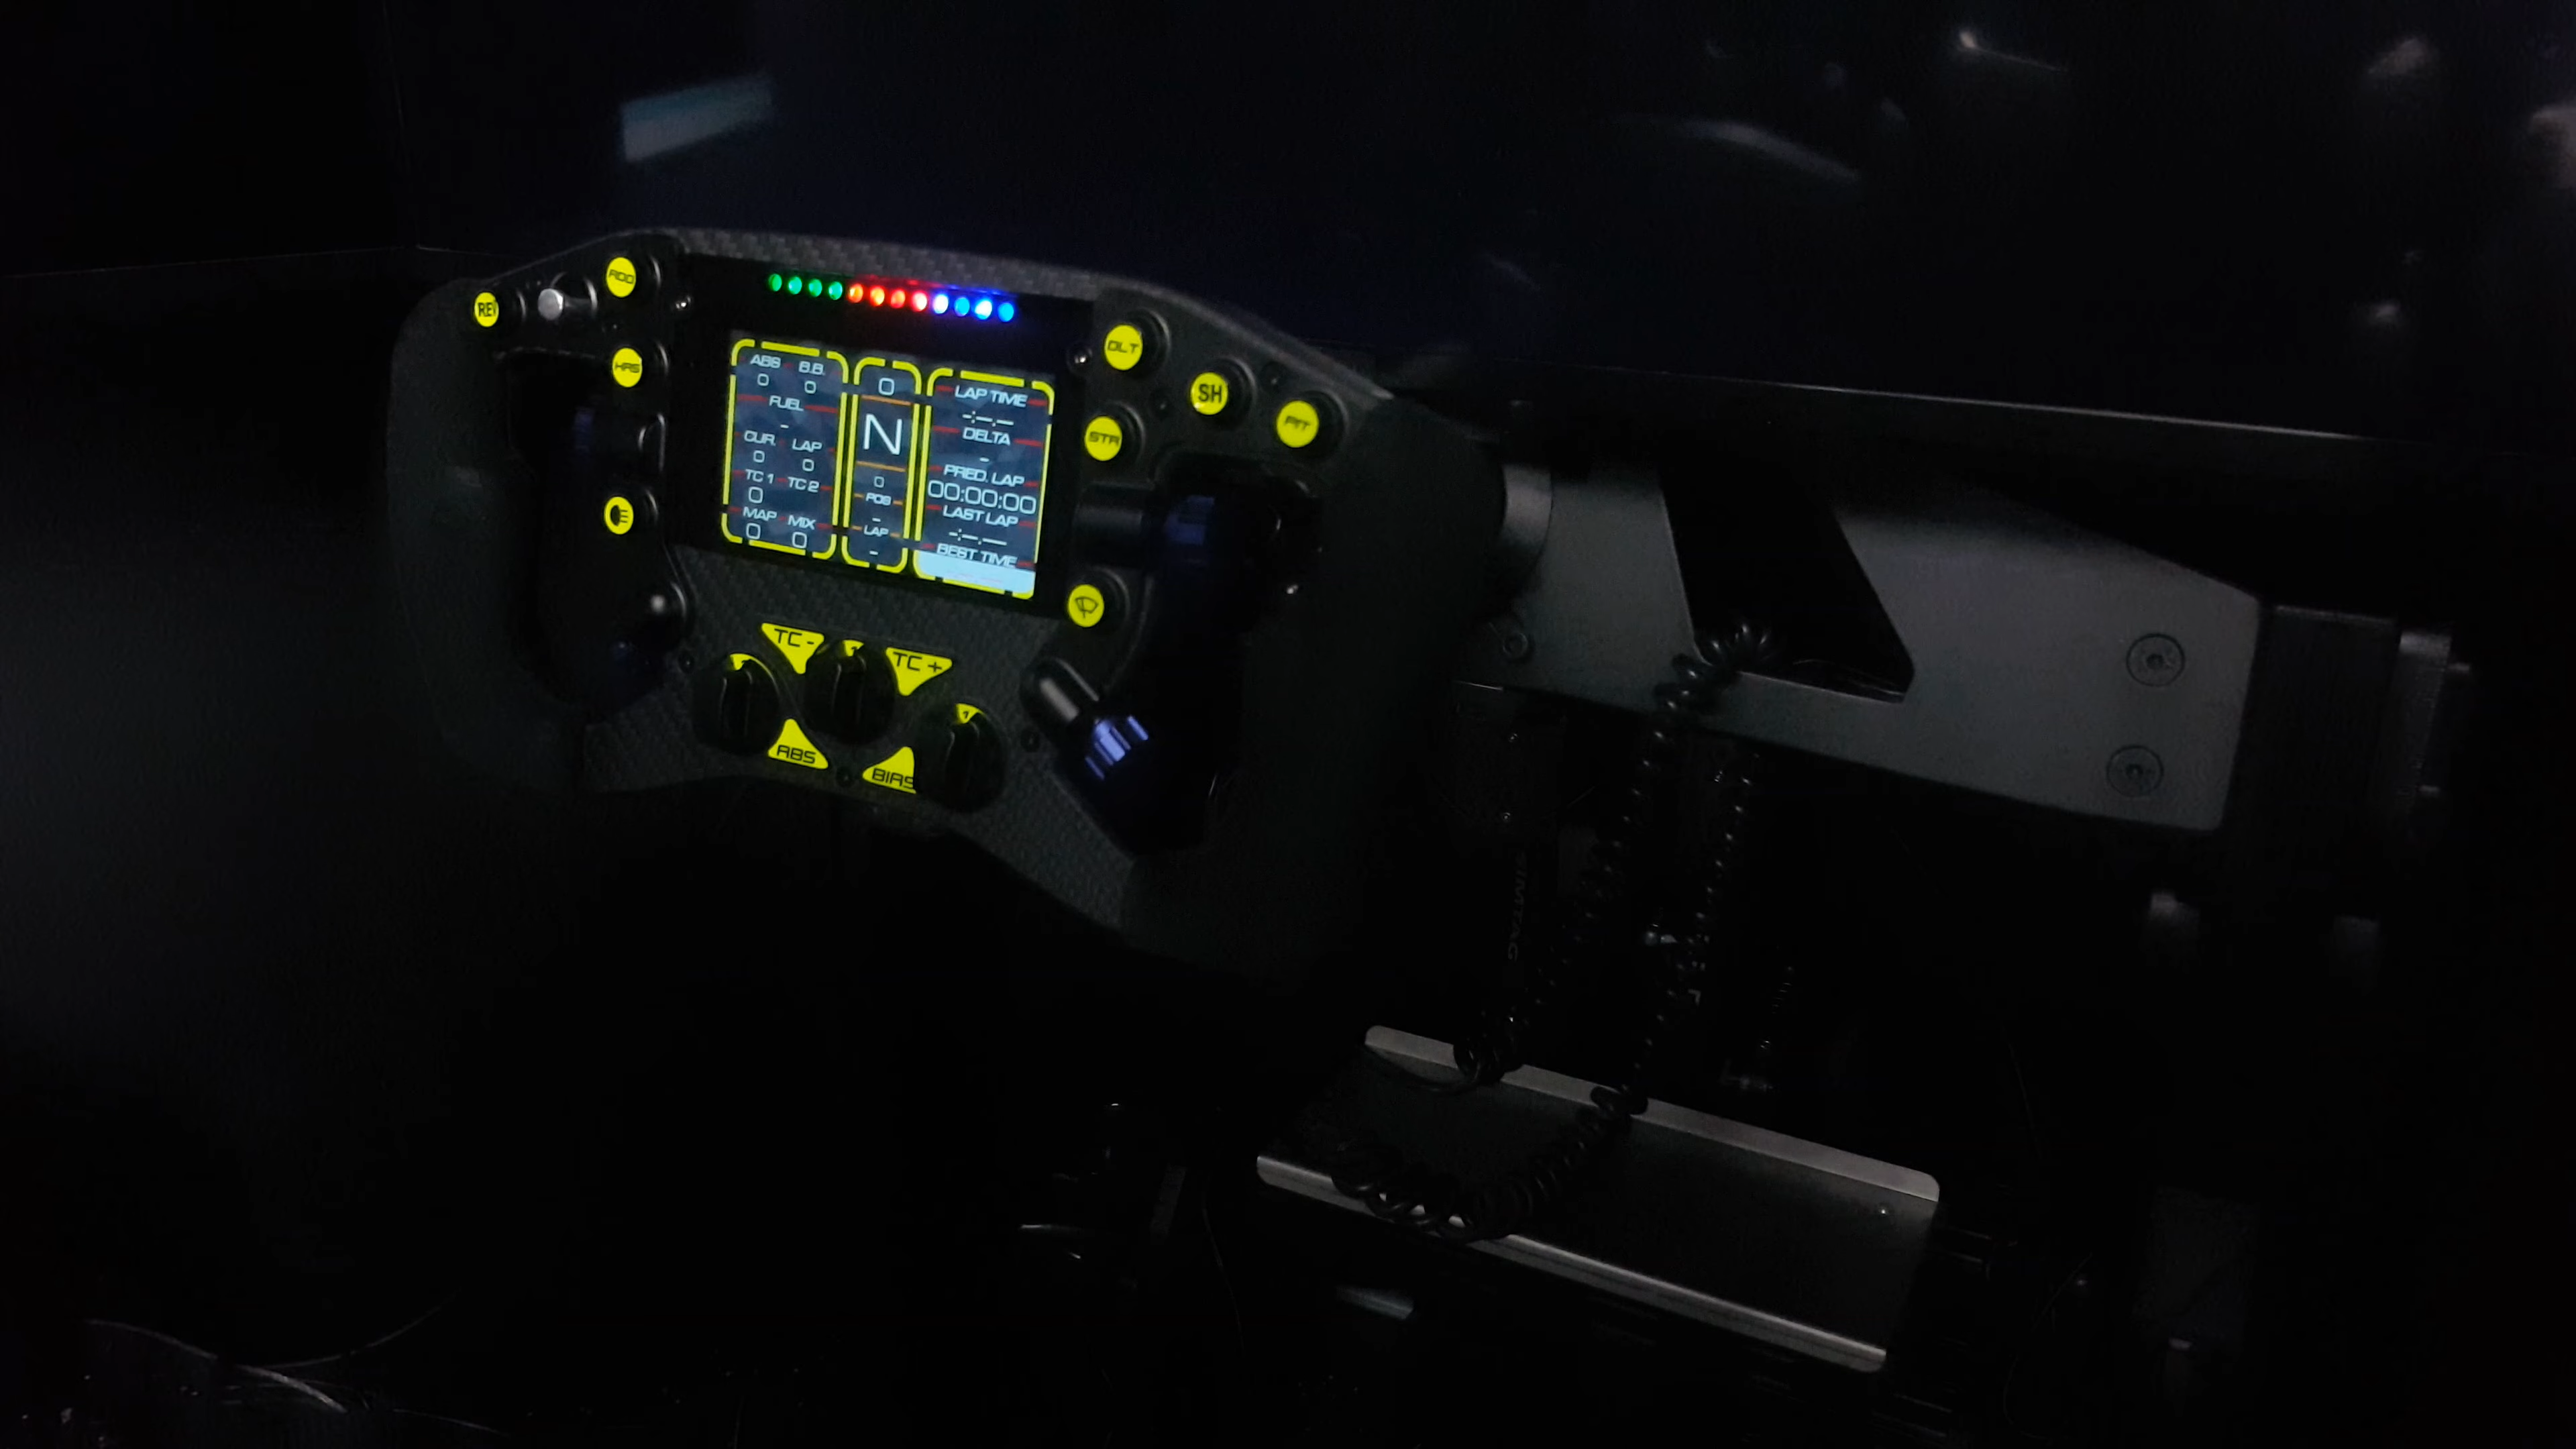 REV
ADD
HRS
DLT
SH
PIT
STR
ABS B.B.
0 0
FUEL
-
CUR. LAP
0 0
TC 1 TC 2
0
MAP MIX
0 0
0
N
0
POS
-
LAP
-
LAP TIME
-:--.--
DELTA
-
PRED. LAP
00:00:00
LAST LAP
-:--.---
BEST TIME
TC -
TC +
1
ABS
BIAS
SIMTAG